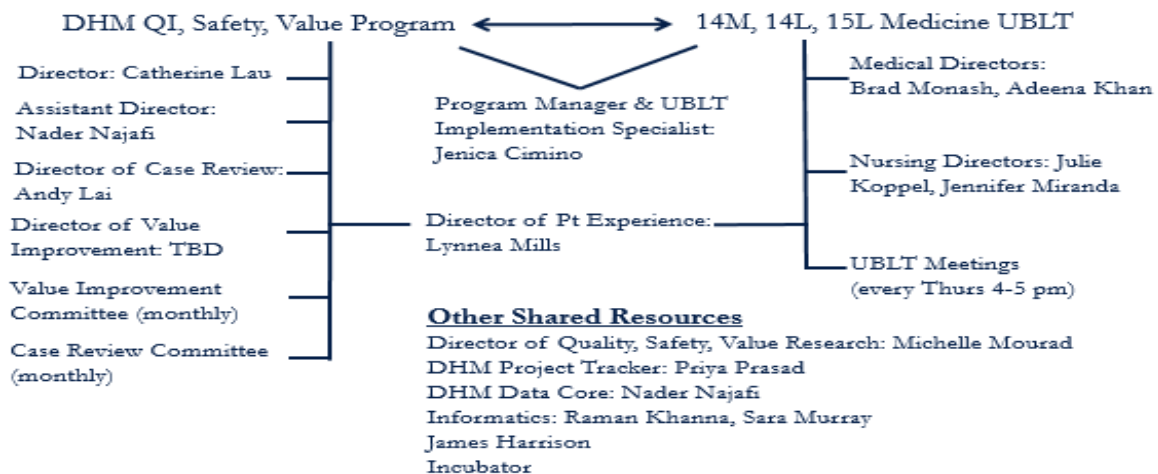 DHM QI, Safety, Value Program
14M, 14L, 15L Medicine UBLT
Director: Catherine Lau
Assistant Director:
Nader Najafi
Director of Case Review:
Andy Lai
Director of Value
Improvement: TBD
Value Improvement
Committee (monthly)
Case Review Committee
(monthly)
Program Manager & UBLT
Implementation Specialist:
Jenica Cimino
Director of Pt Experience:
Lynnea Mills
Medical Directors:
Brad Monash, Adeena Khan
Nursing Directors: Julie
Koppel, Jennifer Miranda
UBLT Meetings
(every Thurs 4-5 pm)
Other Shared Resources
Director of Quality, Safety, Value Research: Michelle Mourad
DHM Project Tracker: Priya Prasad
DHM Data Core: Nader Najafi
Informatics: Raman Khanna, Sara Murray
James Harrison
Incubator